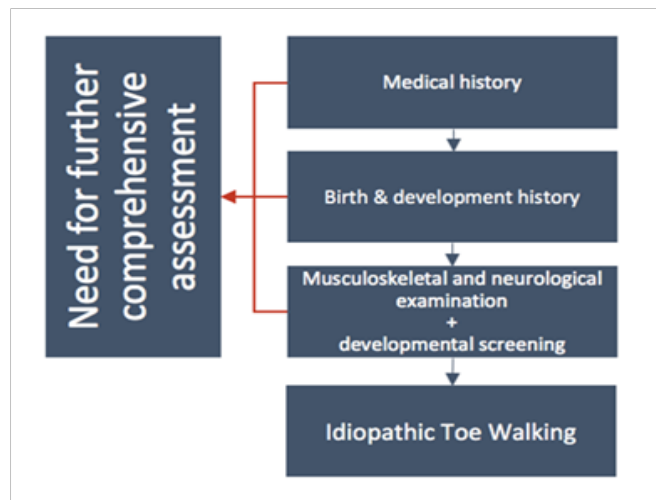 Need for further
comprehensive
assessment
Medical history
Birth & development history
Musculoskeletal and neurological
examination
+
developmental screening
Idiopathic Toe Walking